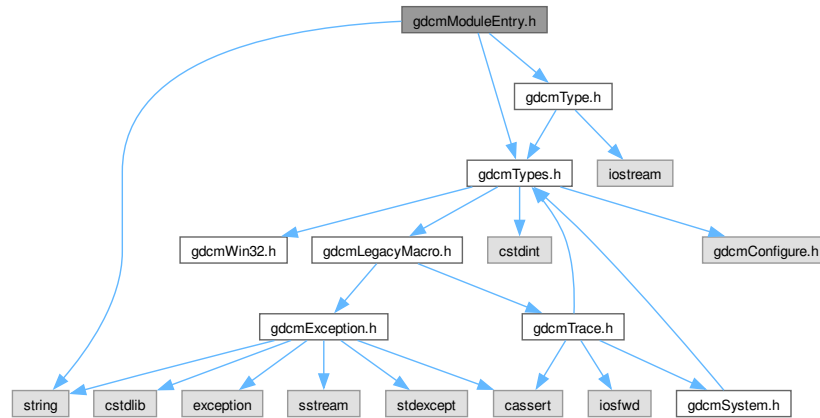 gdcmModuleEntry.h
gdcmType.h
gdcmTypes.h
iostream
gdcmWin32.h
gdcmLegacyMacro.h
cstdint
gdcmConfigure.h
gdcmException.h
gdcmTrace.h
string
cstdlib
exception
sstream
stdexcept
cassert
iosfwd
gdcmSystem.h